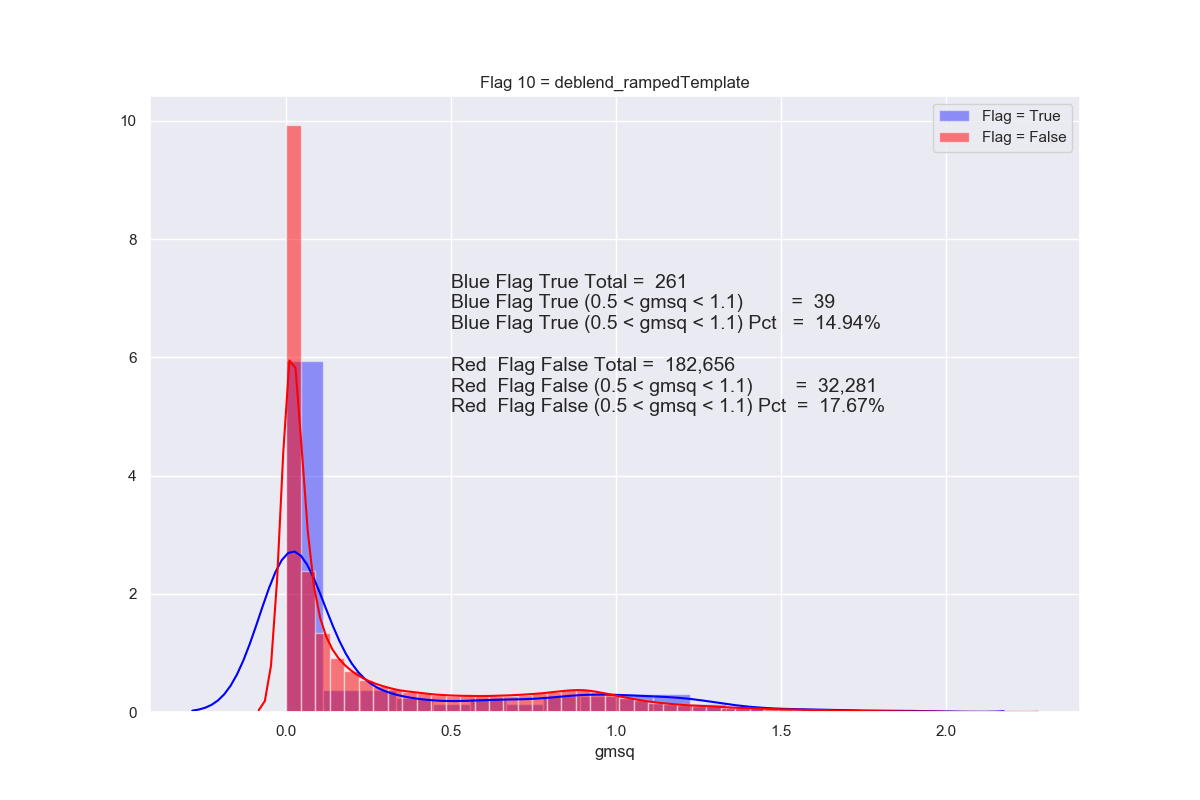 Flag 10 = deblend_rampedTemplate
Flag = True
Flag = False
10
8
6
4
2
0
Blue Flag True Total =  261
Blue Flag True (0.5 < gmsq < 1.1)         =  39
Blue Flag True (0.5 < gmsq < 1.1) Pct   =  14.94%
Red  Flag False Total =  182,656
Red  Flag False (0.5 < gmsq < 1.1)        =  32,281
Red  Flag False (0.5 < gmsq < 1.1) Pct  =  17.67%
0.0 0.5 1.0 1.5 2.0
gmsq